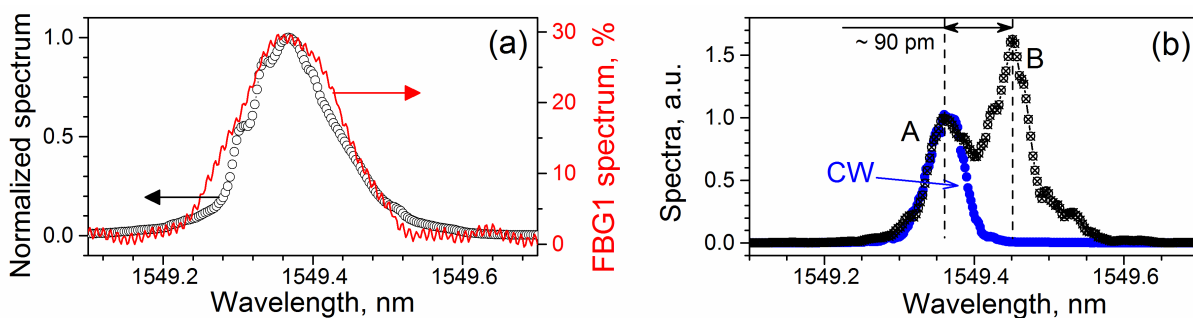 (a)
Normalized spectrum
1.0
0.5
0.0
30
20
10
0
FBG1 spectrum, %
1549.2
1549.4
1549.6
Wavelength, nm
(b)
~ 90 pm
A
B
CW
Spectra, a.u.
1.5
1.0
0.5
0.0
1549.2
1549.4
1549.6
Wavelength, nm